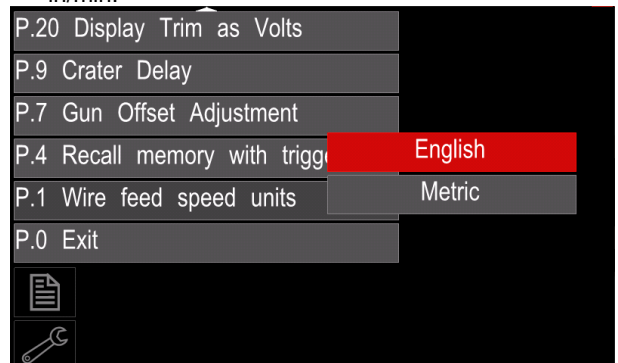 P.20 Display Trim as Volts
P.9 Crater Delay
P.7 Gun Offset Adjustment
P.4 Recall memory with
English
P.1 Wire feed speed units
Metric
P.0 Exit